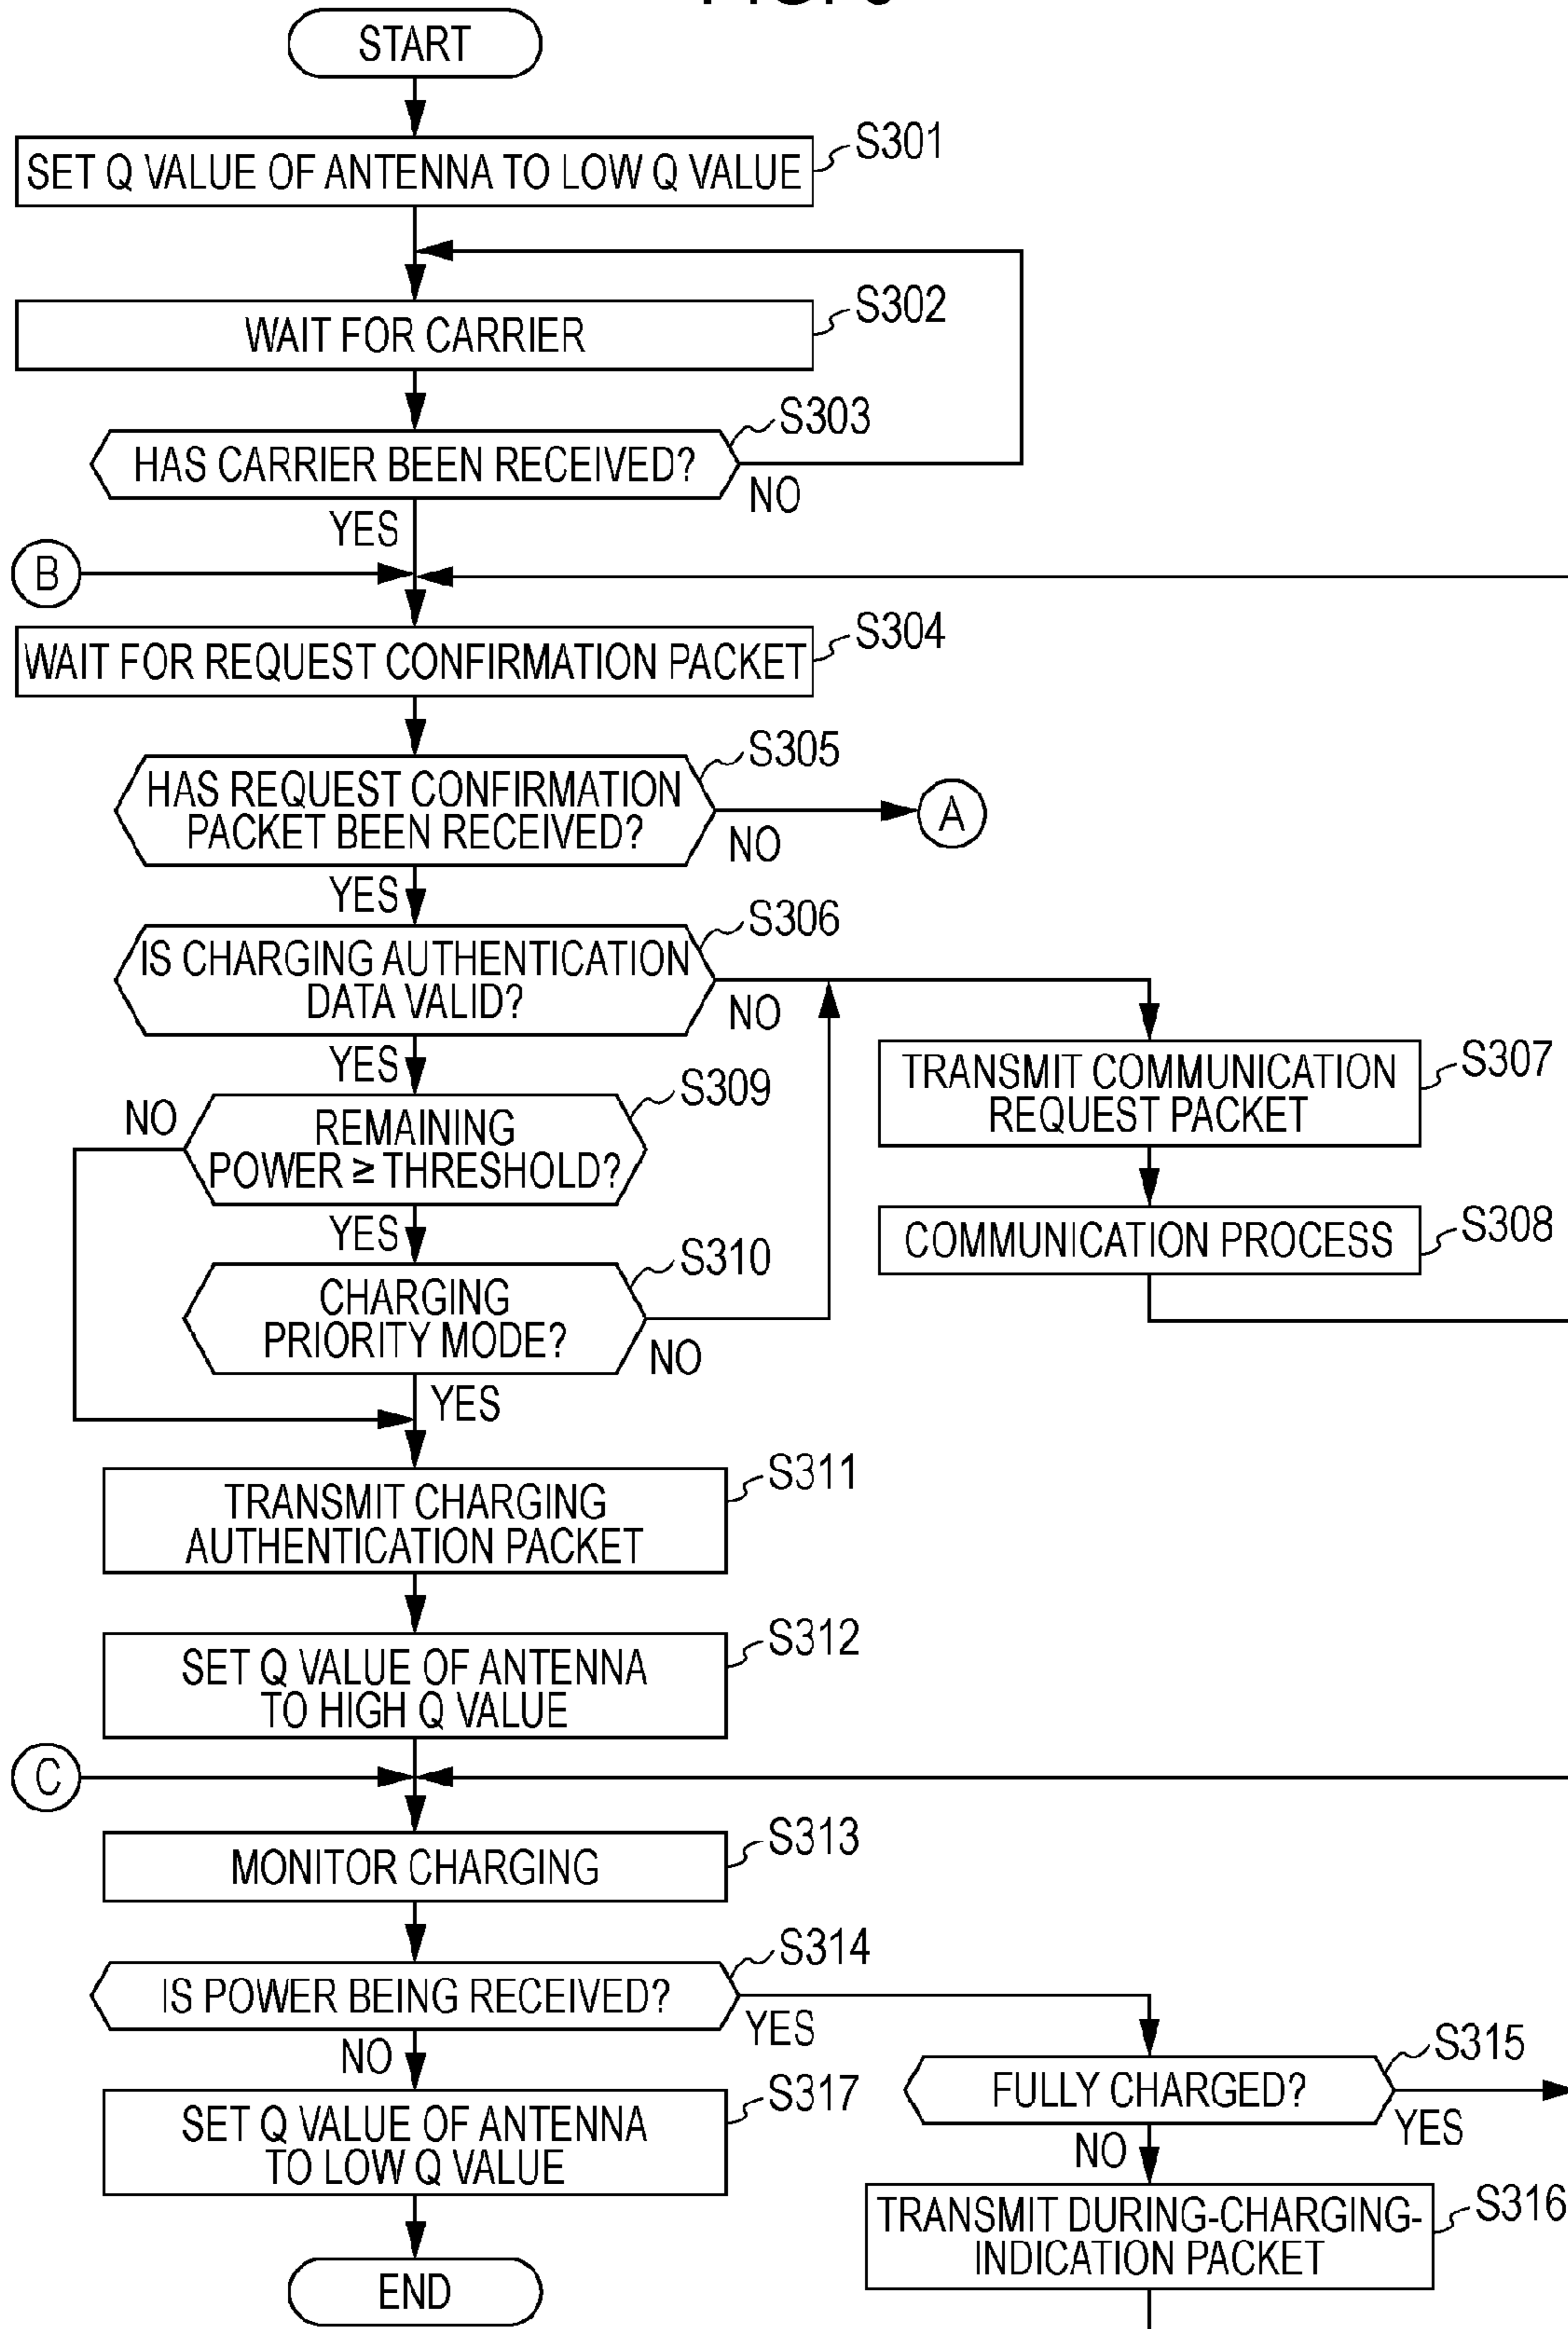 START
S301
SET Q VALUE OF ANTENNA TO LOW Q VALUE
S302
WAIT FOR CARRIER
S303
HAS CARRIER BEEN RECEIVED?
NO
YES
B
S304
WAIT FOR REQUEST CONFIRMATION PACKET
S305
HAS REQUEST CONFIRMATION
PACKET BEEN RECEIVED?
NO
A
YES
S306
IS CHARGING AUTHENTICATION
DATA VALID?
NO
YES
S307
TRANSMIT COMMUNICATION
REQUEST PACKET
S309
NO
REMAINING
POWER ≥ THRESHOLD?
YES
S308
COMMUNICATION PROCESS
S310
CHARGING
PRIORITY MODE?
NO
YES
S311
TRANSMIT CHARGING
AUTHENTICATION PACKET
S312
SET Q VALUE OF ANTENNA
TO HIGH Q VALUE
C
S313
MONITOR CHARGING
S314
IS POWER BEING RECEIVED?
YES
NO
S315
FULLY CHARGED?
YES
NO
S317
SET Q VALUE OF ANTENNA
TO LOW Q VALUE
S316
TRANSMIT DURING-CHARGING-
INDICATION PACKET
END